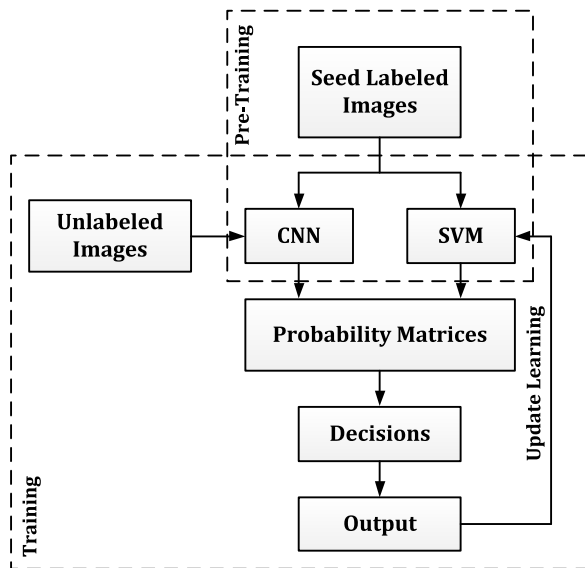 Pre-Training
Seed Labeled
Images
Unlabeled
Images
CNN
SVM
Probability Matrices
Decisions
Output
Update Learning
Training